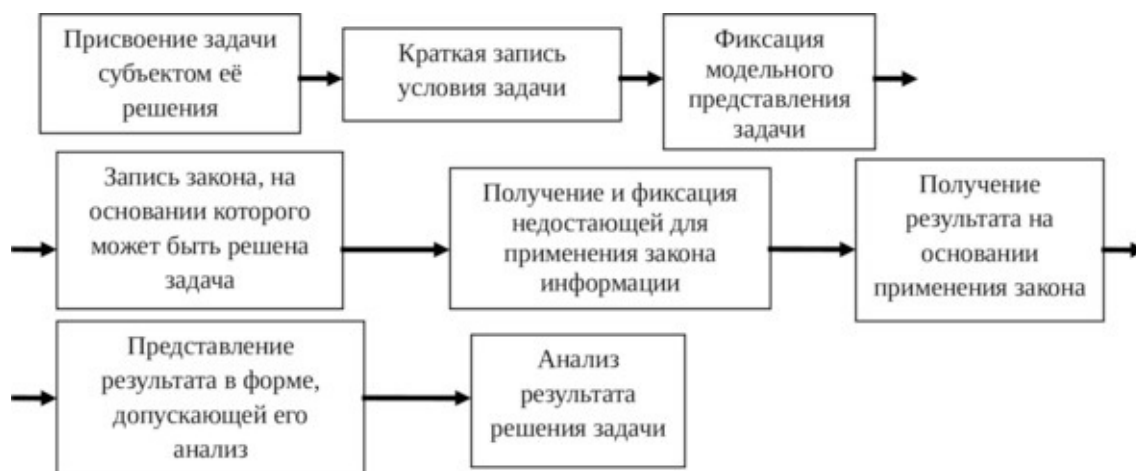 Присвоение задачи
субъектом её
решения
Краткая запись
условия задачи
Фиксация
модельного
представления
задачи
Запись закона, на
основании которого
может быть решена
задача
Получение и фиксация
недостающей для
применения закона
информации
Получение
результата на
основании
применения закона
Представление
результата в форме,
допускающей его
анализ
Анализ
результата
решения задачи